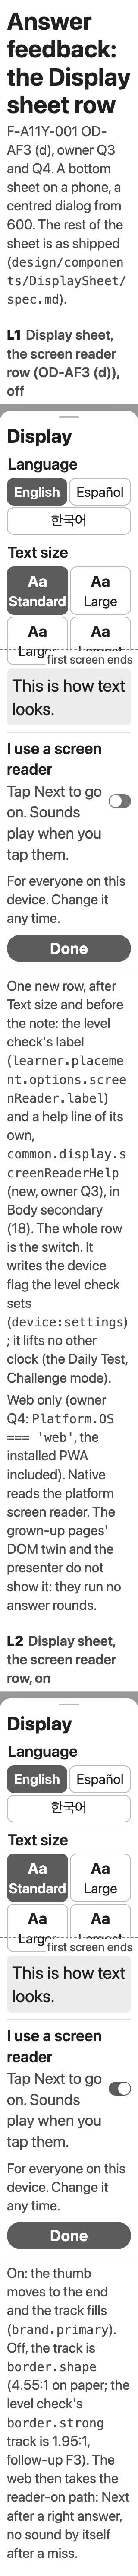 Answer
feedback:
the Display
sheet row
F-A11Y-001 OD-
AF3 (d), owner Q3
and Q4. A bottom
sheet on a phone, a
centred dialog from
600. The rest of the
sheet is as shipped
(design/componen
ts/DisplaySheet/
spec.md).
L1 Display sheet,
the screen reader
row (OD-AF3 (d)),
off
Display
Language
English Español
한국어
Text size
Aa Aa
Standard Large
Aa Aa
Larger Largest
first screen ends
This is how text
looks.
I use a screen
reader
Tap Next to go
on. Sounds
play when you
tap them.
For everyone on this
device. Change it
any time.
Done
One new row, after
Text size and before
the note: the level
check's label
(learner.placeme
nt.options.scree
nReader.label)
and a help line of its
own,
common.display.s
creenReaderHelp
(new, owner Q3), in
Body secondary
(18). The whole row
is the switch. It
writes the device
flag the level check
sets
(device:settings)
; it lifts no other
clock (the Daily Test,
Challenge mode).
Web only (owner
Q4: Platform.OS
=== 'web', the
installed PWA
included). Native
reads the platform
screen reader. The
grown-up pages'
DOM twin and the
presenter do not
show it: they run no
answer rounds.
L2 Display sheet,
the screen reader
row, on
Display
Language
English Español
한국어
Text size
Aa Aa
Standard Large
Aa Aa
Larger Largest
first screen ends
This is how text
looks.
I use a screen
reader
Tap Next to go
on. Sounds
play when you
tap them.
For everyone on this
device. Change it
any time.
Done
On: the thumb
moves to the end
and the track fills
(brand.primary).
Off, the track is
border.shape
(4.55:1 on paper; the
level check's
border.strong
track is 1.95:1,
follow-up F3). The
web then takes the
reader-on path: Next
after a right answer,
no sound by itself
after a miss.